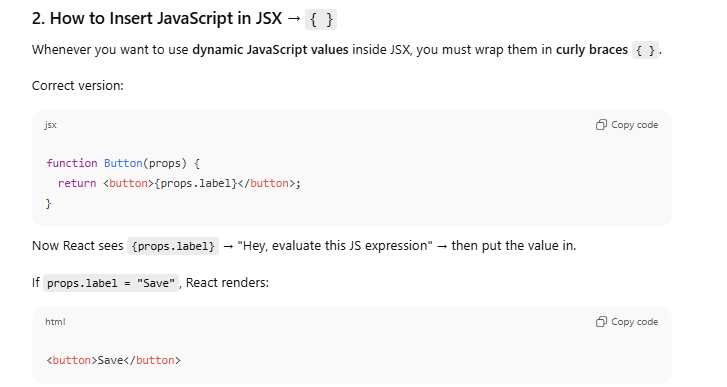 2. How to Insert JavaScript in JSX → { }
Whenever you want to use dynamic JavaScript values inside JSX, you must wrap them in curly braces { }.
Correct version:
jsx
Copy code
function Button(props) {
  return <button>{props.label}</button>;
}
Now React sees {props.label} → "Hey, evaluate this JS expression" → then put the value in.
If props.label = "Save", React renders:
html
Copy code
<button>Save</button>